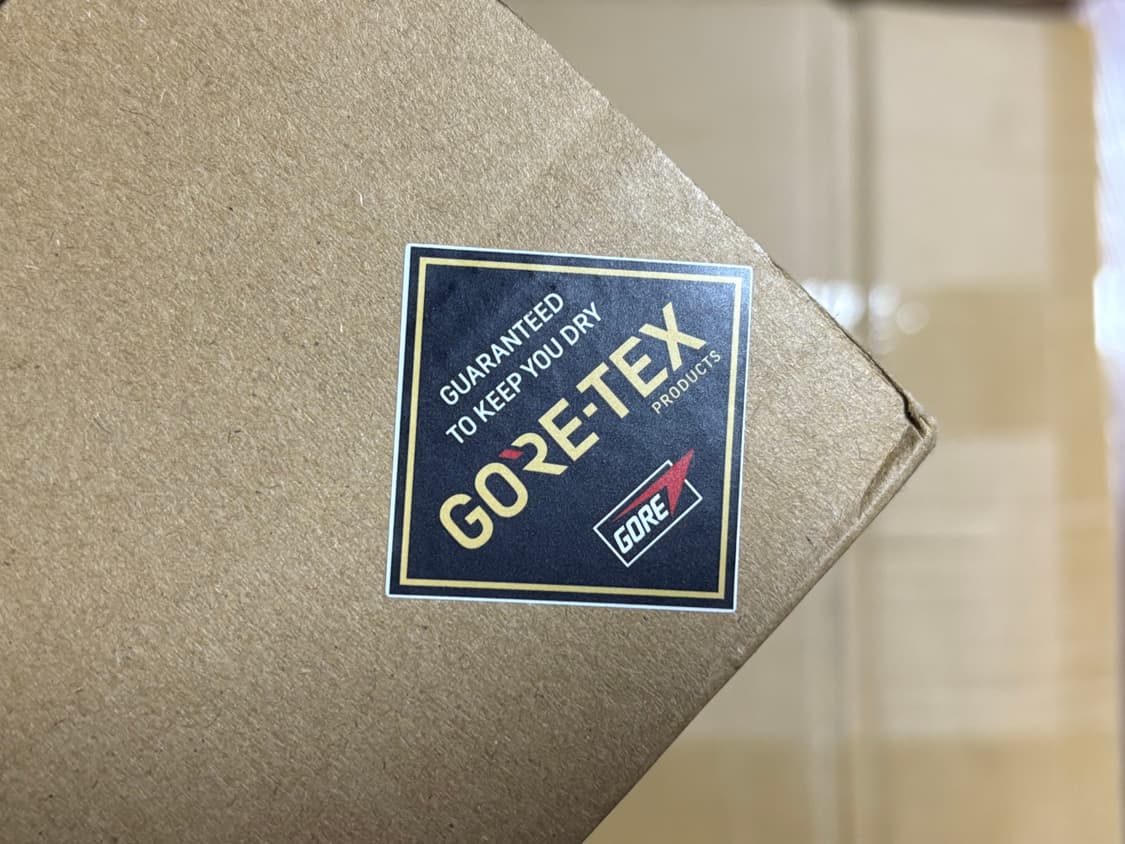 GUARANTEED
TO KEEP YOU DRY
GORE-TEX
PRODUCTS
GORE